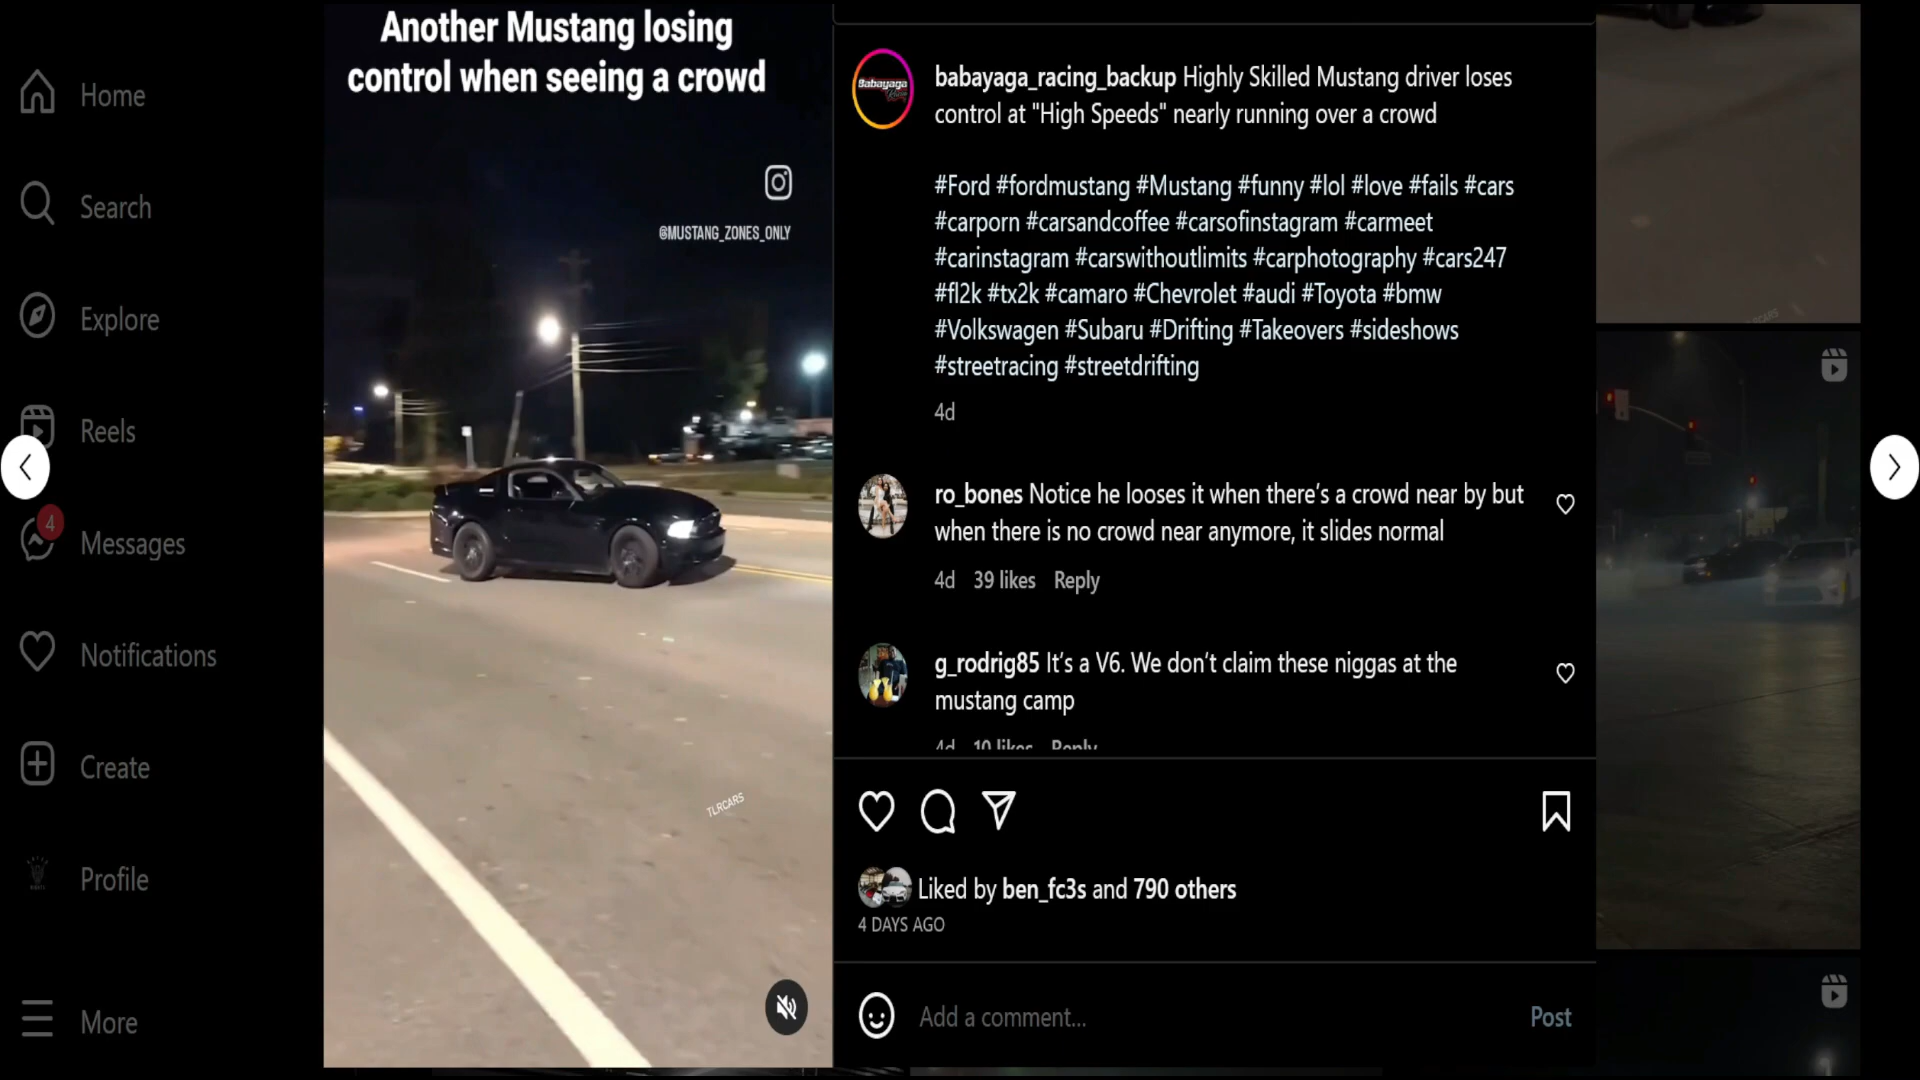 Another Mustang losing
control when seeing a crowd
@MUSTANG_ZONES_ONLY
TLRCARS
Home
Search
Explore
Reels
4
Messages
Notifications
Create
Profile
More
Babayaga
babayaga_racing_backup Highly Skilled Mustang driver loses
control at "High Speeds" nearly running over a crowd
#Ford #fordmustang #Mustang #funny #lol #love #fails #cars
#carporn #carsandcoffee #carsofinstagram #carmeet
#carinstagram #carswithoutlimits #carphotography #cars247
#fl2k #tx2k #camaro #Chevrolet #audi #Toyota #bmw
#Volkswagen #Subaru #Drifting #Takeovers #sideshows
#streetracing #streetdrifting
4d
ro_bones Notice he looses it when there’s a crowd near by but
when there is no crowd near anymore, it slides normal
4d 39 likes Reply
g_rodrig85 It’s a V6. We don’t claim these niggas at the
mustang camp
4d 10 likes Reply
Liked by ben_fc3s and 790 others
4 DAYS AGO
Add a comment...
Post